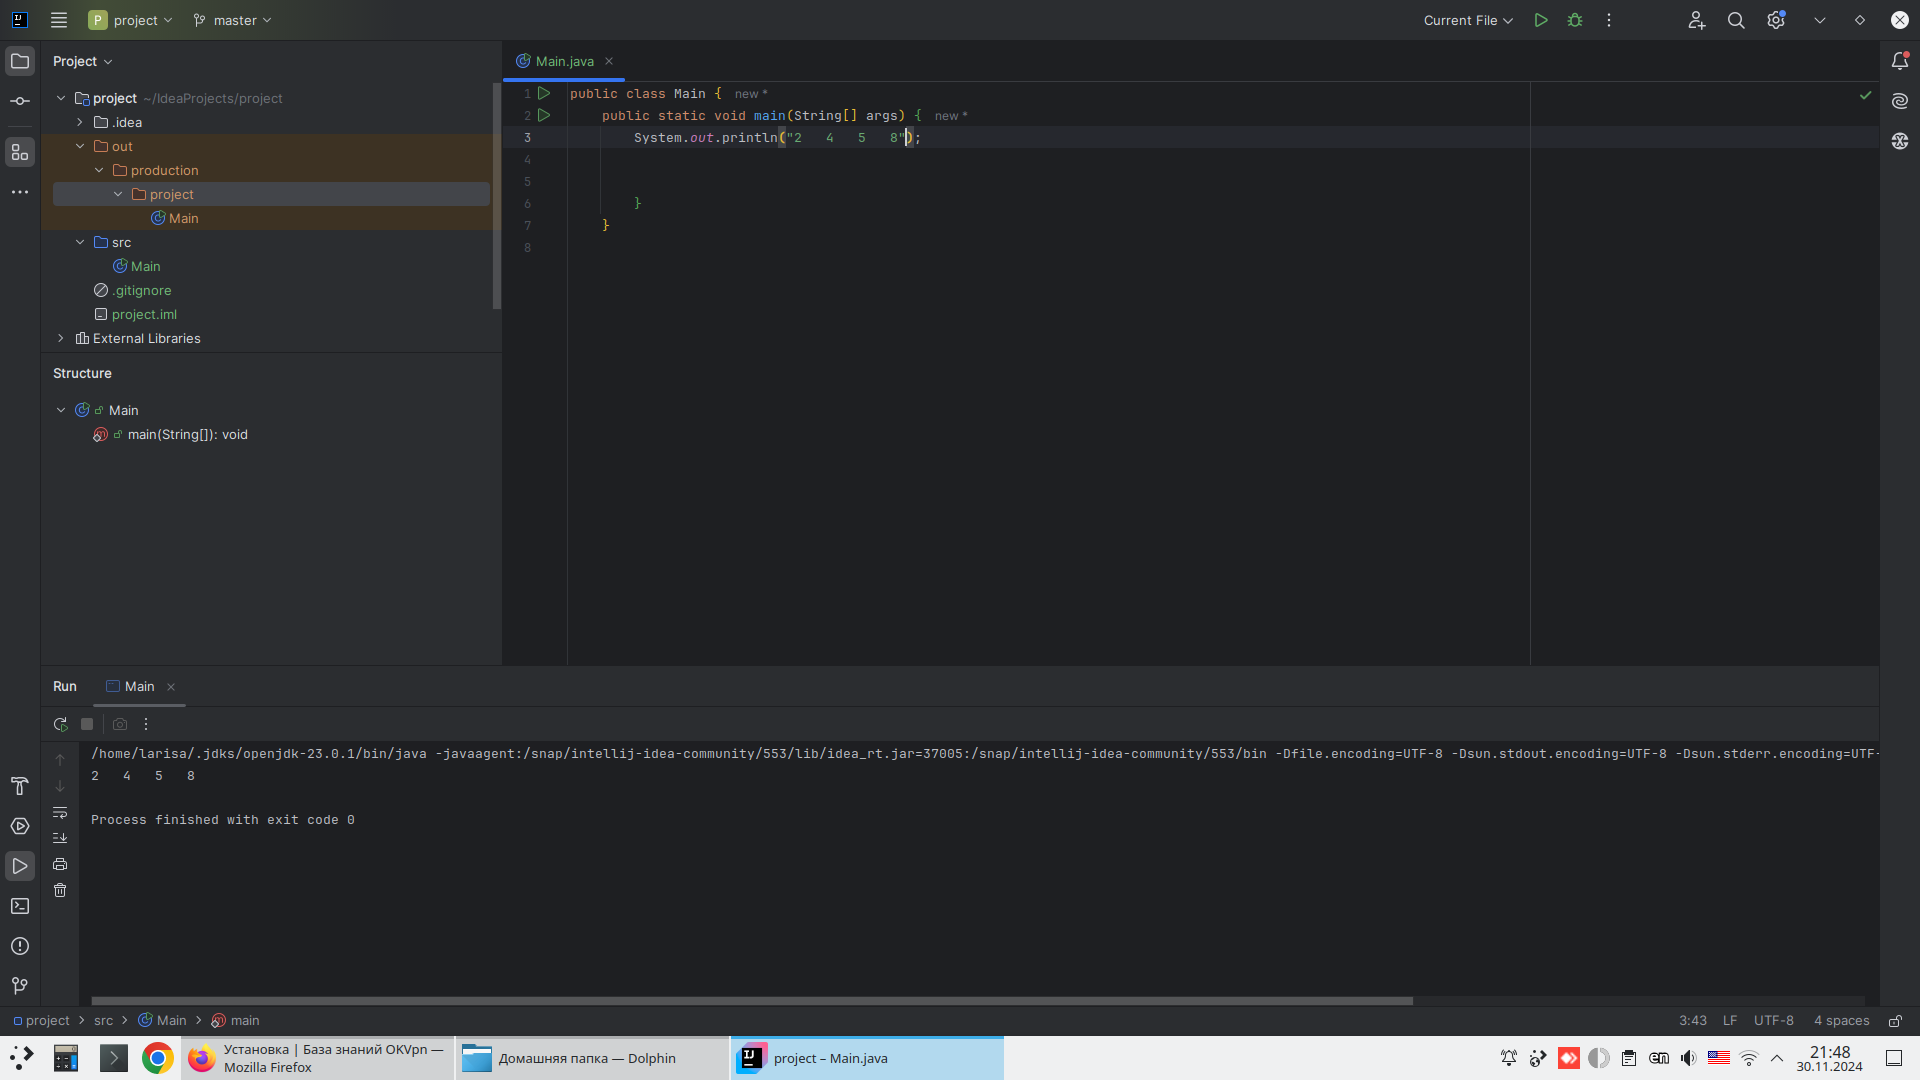 P project master Current File
Project
Main.java
project ~/IdeaProjects/project
.idea
out
production
project
Main
src
Main
.gitignore
project.iml
External Libraries
1 public class Main { new *
2 public static void main(String[] args) { new *
3 System.out.println("2   4   5   8");
4
5
6 }
7 }
8
Structure
Main
main(String[]): void
Run Main
/home/larisa/.jdks/openjdk-23.0.1/bin/java -javaagent:/snap/intellij-idea-community/553/lib/idea_rt.jar=37005:/snap/intellij-idea-community/553/bin -Dfile.encoding=UTF-8 -Dsun.stdout.encoding=UTF-8 -Dsun.stderr.encoding=UTF-
2   4   5   8
Process finished with exit code 0
project > src > Main > main 3:43 LF UTF-8 4 spaces
Установка | База знаний OKVpn —
Mozilla Firefox
Домашняя папка — Dolphin
project – Main.java
en
21:48
30.11.2024